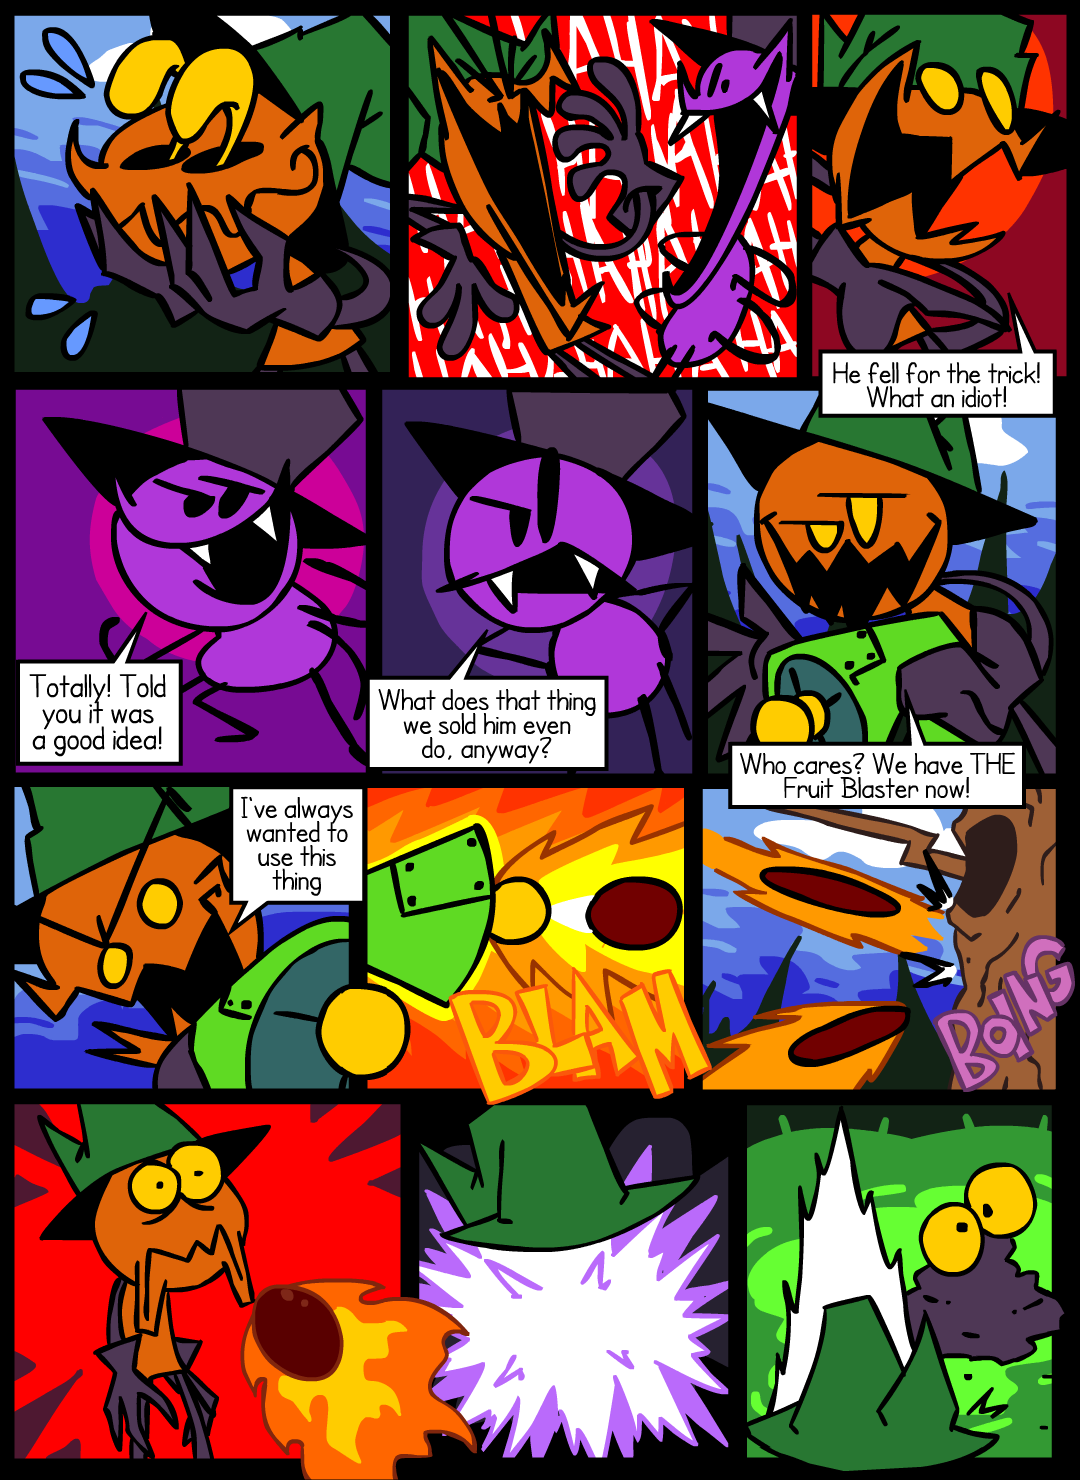 HAHAHAHAHAHAHA
He fell for the trick!
What an idiot!
Totally! Told
you it was
a good idea!
What does that thing
we sold him even
do, anyway?
Who cares? We have THE
Fruit Blaster now!
I've always
wanted to
use this
thing
BLAM
BOING